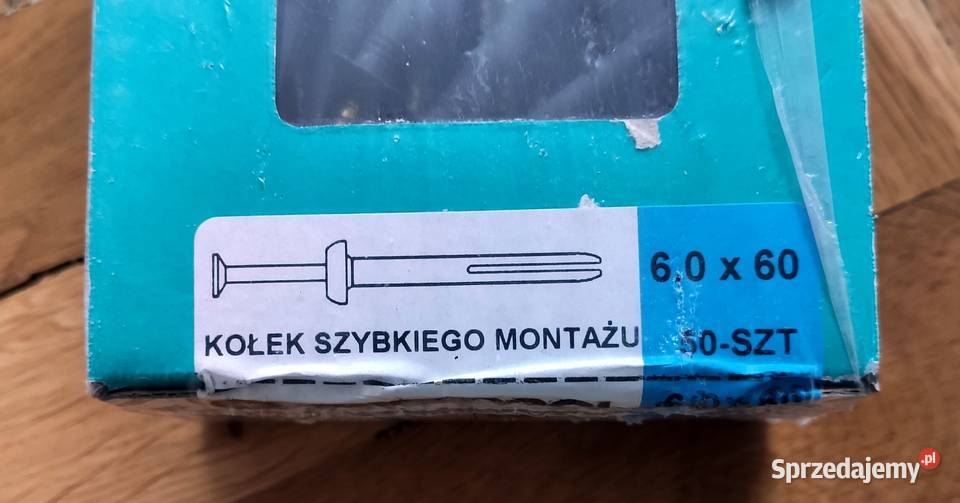 6,0 x 60
KOŁEK SZYBKIEGO MONTAŻU
50-SZT
Sprzedajemy.pl